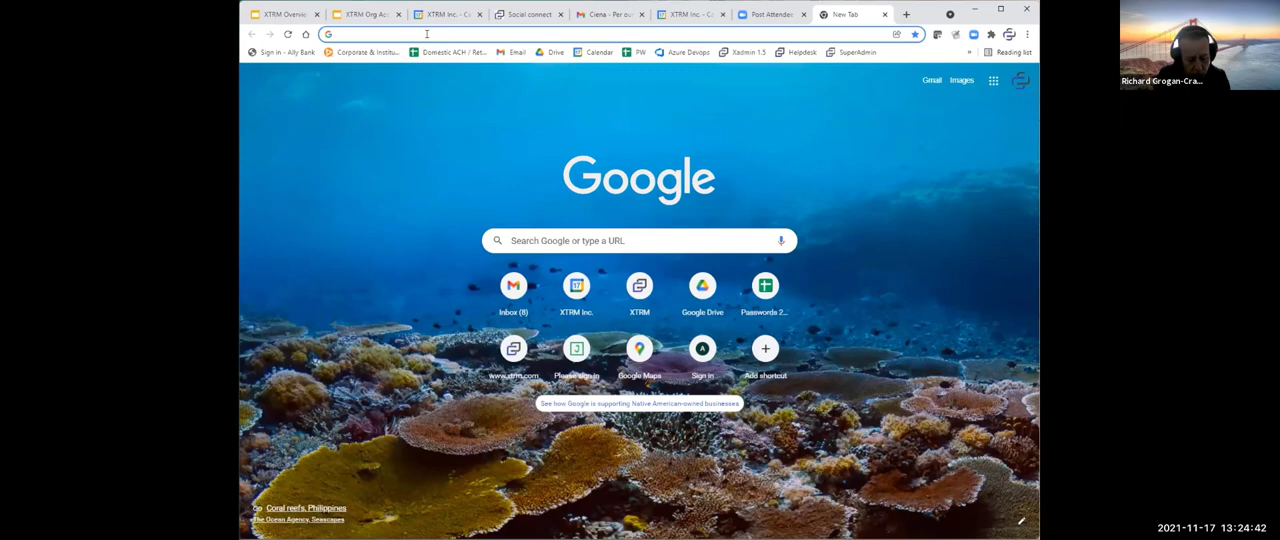 XTRM Overvie
XTRM Org Ac
XTRM Inc. - Ca
Social connect
Ciena - Per ou
XTRM Inc. - C
Post Attendee
New Tab
Sign in - Ally Bank
Corporate & Institu...
Domestic ACH / Ret...
Email
Drive
Calendar
PW
Azure Devops
Xadmin 1.5
Helpdesk
SuperAdmin
»
Reading list
Gmail
Images
Richard Grogan-Cra...
Google
Search Google or type a URL
Inbox (8)
XTRM Inc.
XTRM
Google Drive
Passwords 2...
www.xtrm.com
Please sign in
Google Maps
Sign in
Add shortcut
See how Google is supporting Native American-owned businesses
Coral reefs, Philippines
The Ocean Agency, Seascapes
2021-11-17 13:24:42